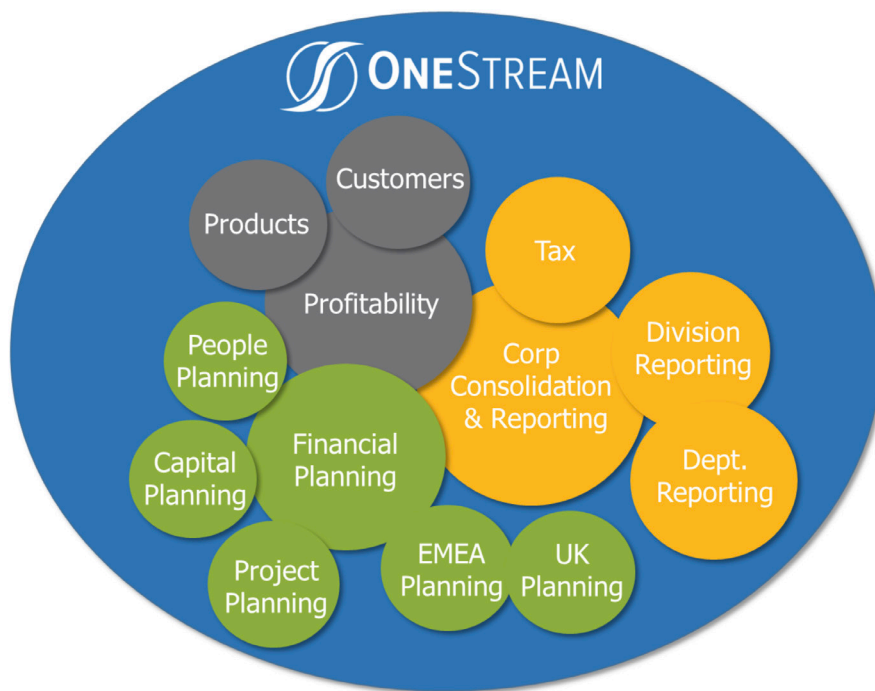 ONESTREAM
Customers
Products
Tax
Profitability
Division
Reporting
People
Planning
Corp
Consolidation
& Reporting
Financial
Planning
Capital
Planning
Dept.
Reporting
Project
Planning
EMEA
Planning
UK
Planning